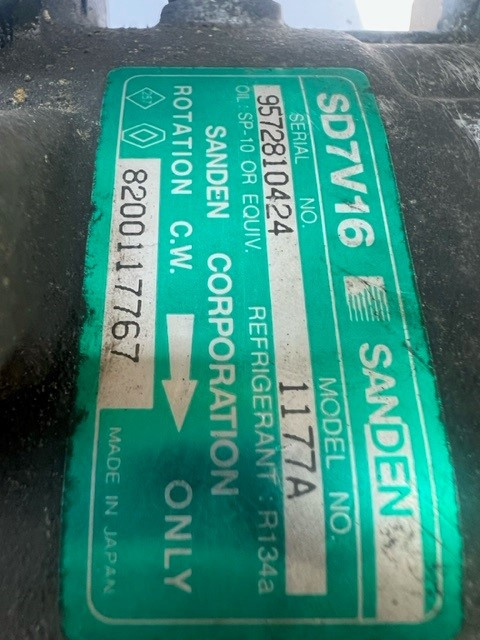 SD7V16 SANDEN
SERIAL NO. MODEL NO.
9572810424 1177A
OIL: SP-10 OR EQUIV. REFRIGERANT: R134a
SANDEN CORPORATION
ROTATION C.W. ONLY
8200117767 MADE IN JAPAN